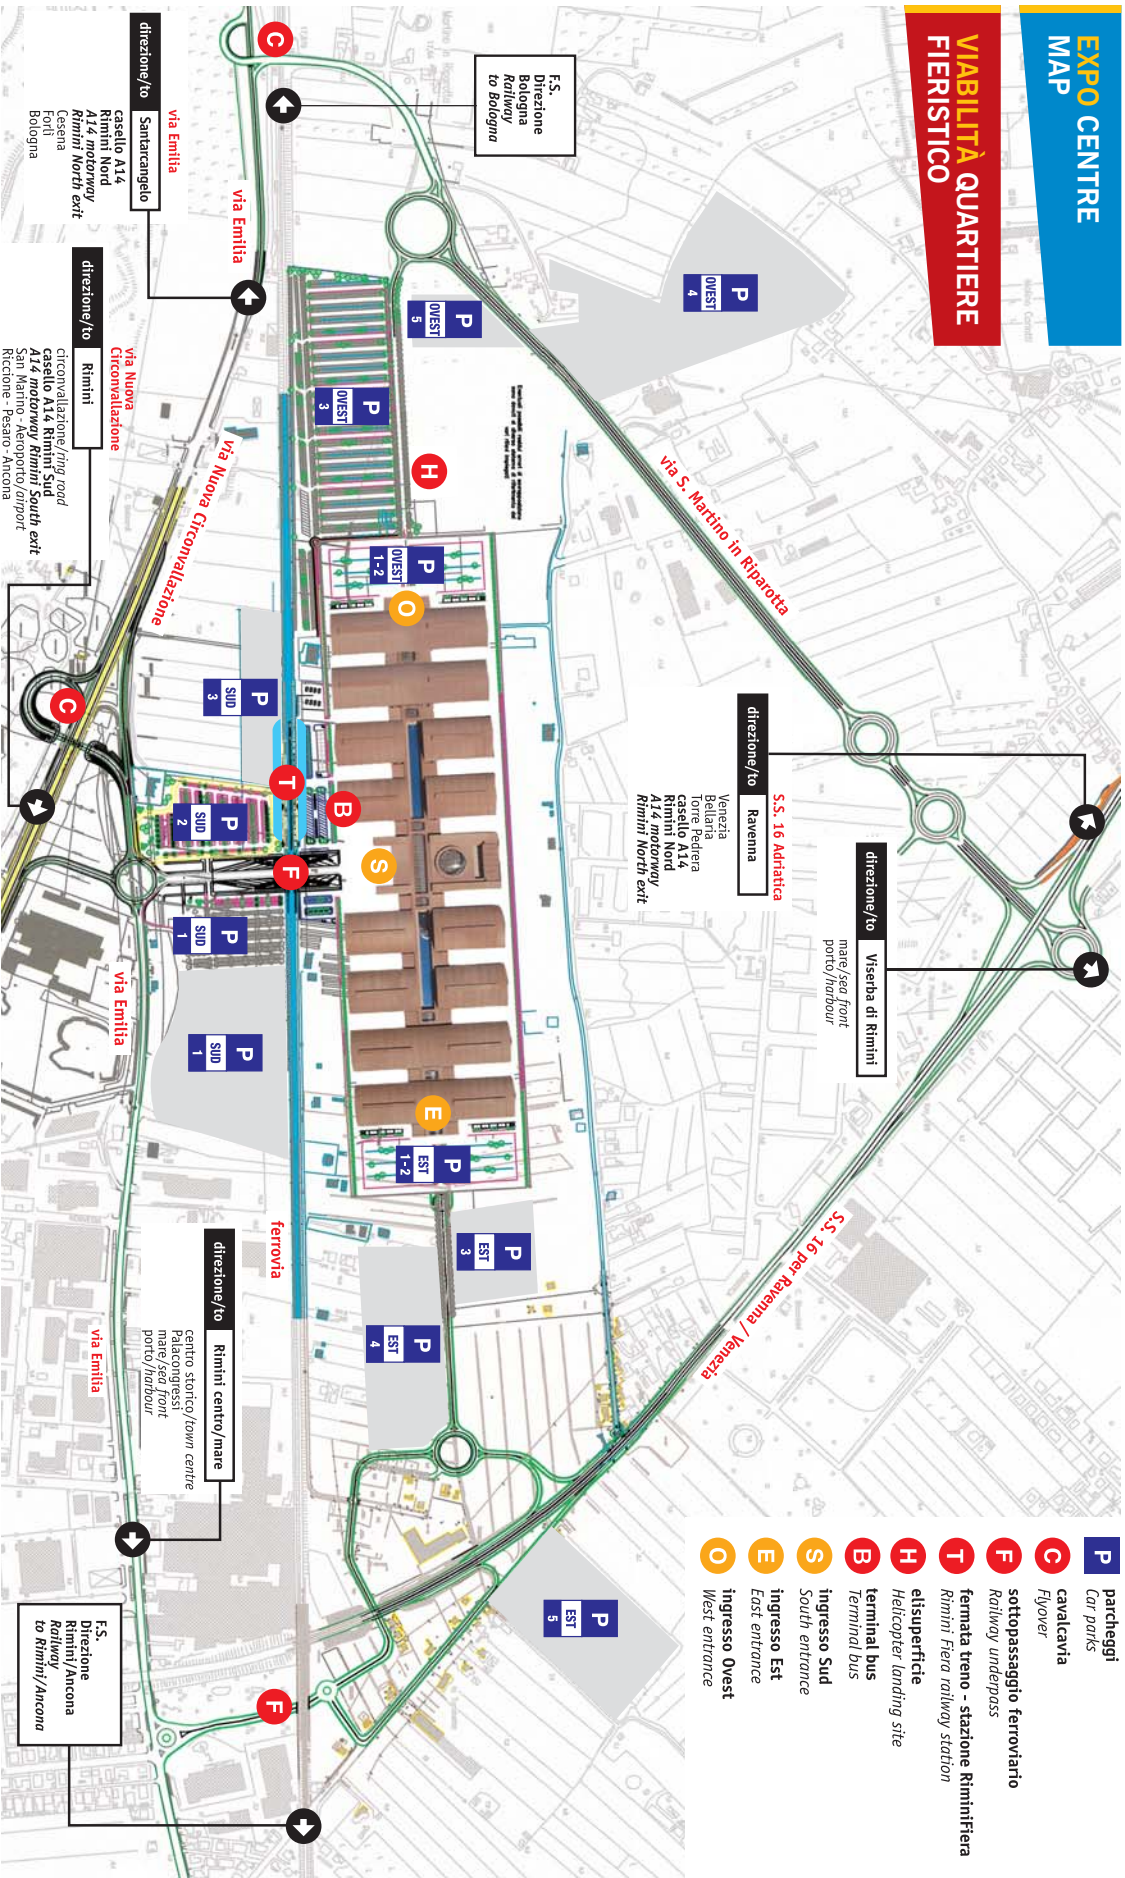 EXPO CENTRE
MAP
VIABILITÀ QUARTIERE
FIERISTICO
F.S.
Direzione
Bologna
Railway
to Bologna
C
via Emilia
direzione/to
Santarcangelo
casello A14
Rimini Nord
A14 motorway
Rimini North exit
Cesena
Forlì
Bologna
via Emilia
via Nuova
Circonvallazione
direzione/to
Rimini
circonvallazione/ring road
casello A14 Rimini Sud
A14 motorway Rimini South exit
San Marino - Aeroporto/airport
Riccione - Pesaro - Ancona
via Nuova Circonvallazione
P
OVEST
4
P
OVEST
5
P
OVEST
3
H
P
OVEST
1-2
O
via S. Martino in Riparotta
S.S. 16 Adriatica
direzione/to
Ravenna
Venezia
Bellaria
Torre Pedrera
casello A14
Rimini Nord
A14 motorway
Rimini North exit
direzione/to
Viserba di Rimini
mare/sea front
porto/harbour
P
SUD
3
C
T
B
P
SUD
2
F
S
P
SUD
1
P
SUD
1
via Emilia
E
P
EST
1-2
P
EST
3
P
EST
4
S.S. 16 per Ravenna / Venezia
ferrovia
direzione/to
Rimini centro/mare
centro storico/town centre
Palacongressi
mare/sea front
porto/harbour
via Emilia
P
EST
5
F
F.S.
Direzione
Rimini/Ancona
Railway
to Rimini/Ancona
P
parcheggi
Car parks
C
cavalcavia
Flyover
F
sottopassaggio ferroviario
Railway underpass
T
fermata treno - stazione RiminiFiera
Rimini Fiera railway station
H
elisuperficie
Helicopter landing site
B
terminal bus
Terminal bus
S
ingresso Sud
South entrance
E
ingresso Est
East entrance
O
ingresso Ovest
West entrance